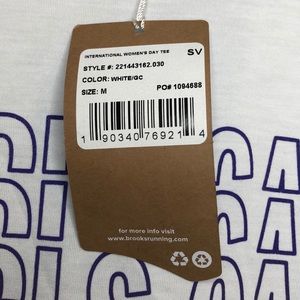 INTERNATIONAL WOMEN'S DAY TEE
SV
STYLE #: 221443162.030
COLOR: WHITE/GC
SIZE: M
PO# 1094688
1 90340 76921 4
for more info visit
www.brooksrunning.com